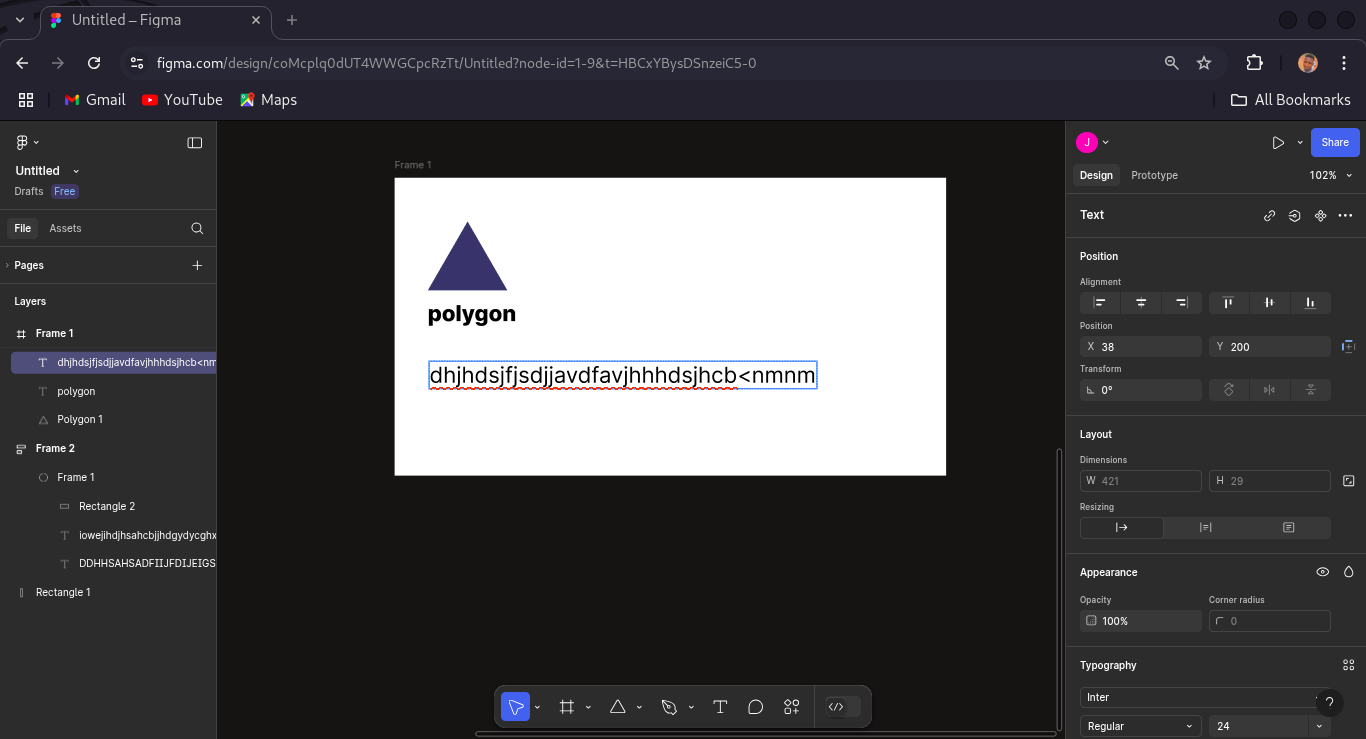 Untitled – Figma
figma.com/design/coMcplq0dUT4WWGCpcRzTt/Untitled?node-id=1-9&t=HBCxYBysDSnzeiC5-0
Gmail YouTube Maps All Bookmarks
Untitled
Drafts Free
File Assets
Pages
Layers
Frame 1
dhjhdsjfjsdjjavdfavjhhhdsjhcb<nm
polygon
Polygon 1
Frame 2
Frame 1
Rectangle 2
iowejihdjhsahcbjjhdgydycghx
DDHHSAHSADFIIJFDIJEIGS
Rectangle 1
Frame 1
polygon
dhjhdsjfjsdjjavdfavjhhhdsjhcb<nmnm
J Share
Design Prototype 102%
Text
Position
Alignment
Position
X 38 Y 200
Transform
0°
Layout
Dimensions
W 421 H 29
Resizing
Appearance
Opacity Corner radius
100% 0
Typography
Inter
?
Regular 24